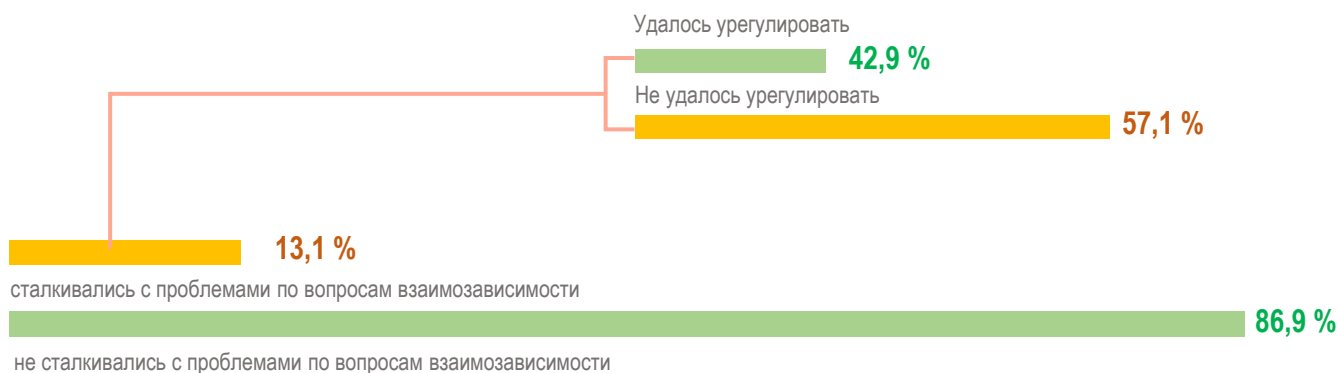 Удалось урегулировать
42,9 %
Не удалось урегулировать
57,1 %
13,1 %
сталкивались с проблемами по вопросам взаимозависимости
86,9 %
не сталкивались с проблемами по вопросам взаимозависимости